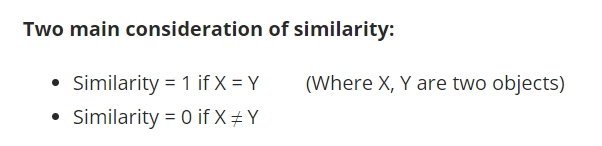 Two main consideration of similarity:
• Similarity = 1 if X = Y (Where X, Y are two objects)
• Similarity = 0 if X ≠ Y